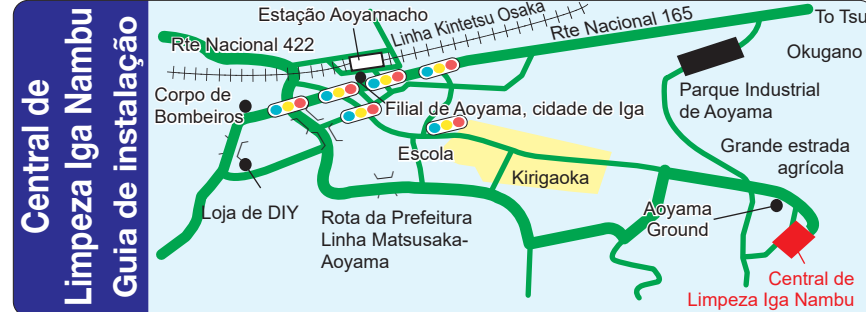 Central de
Limpeza Iga Nambu
Guia de instalação
Estação Aoyamacho
Linha Kintetsu Osaka
Rte Nacional 165
To Tsu
Rte Nacional 422
Okugano
Corpo de
Bombeiros
Filial de Aoyama, cidade de Iga
Parque Industrial
de Aoyama
Escola
Grande estrada
agrícola
Kirigaoka
Loja de DIY
Rota da Prefeitura
Linha Matsusaka-
Aoyama
Aoyama
Ground
Central de
Limpeza Iga Nambu